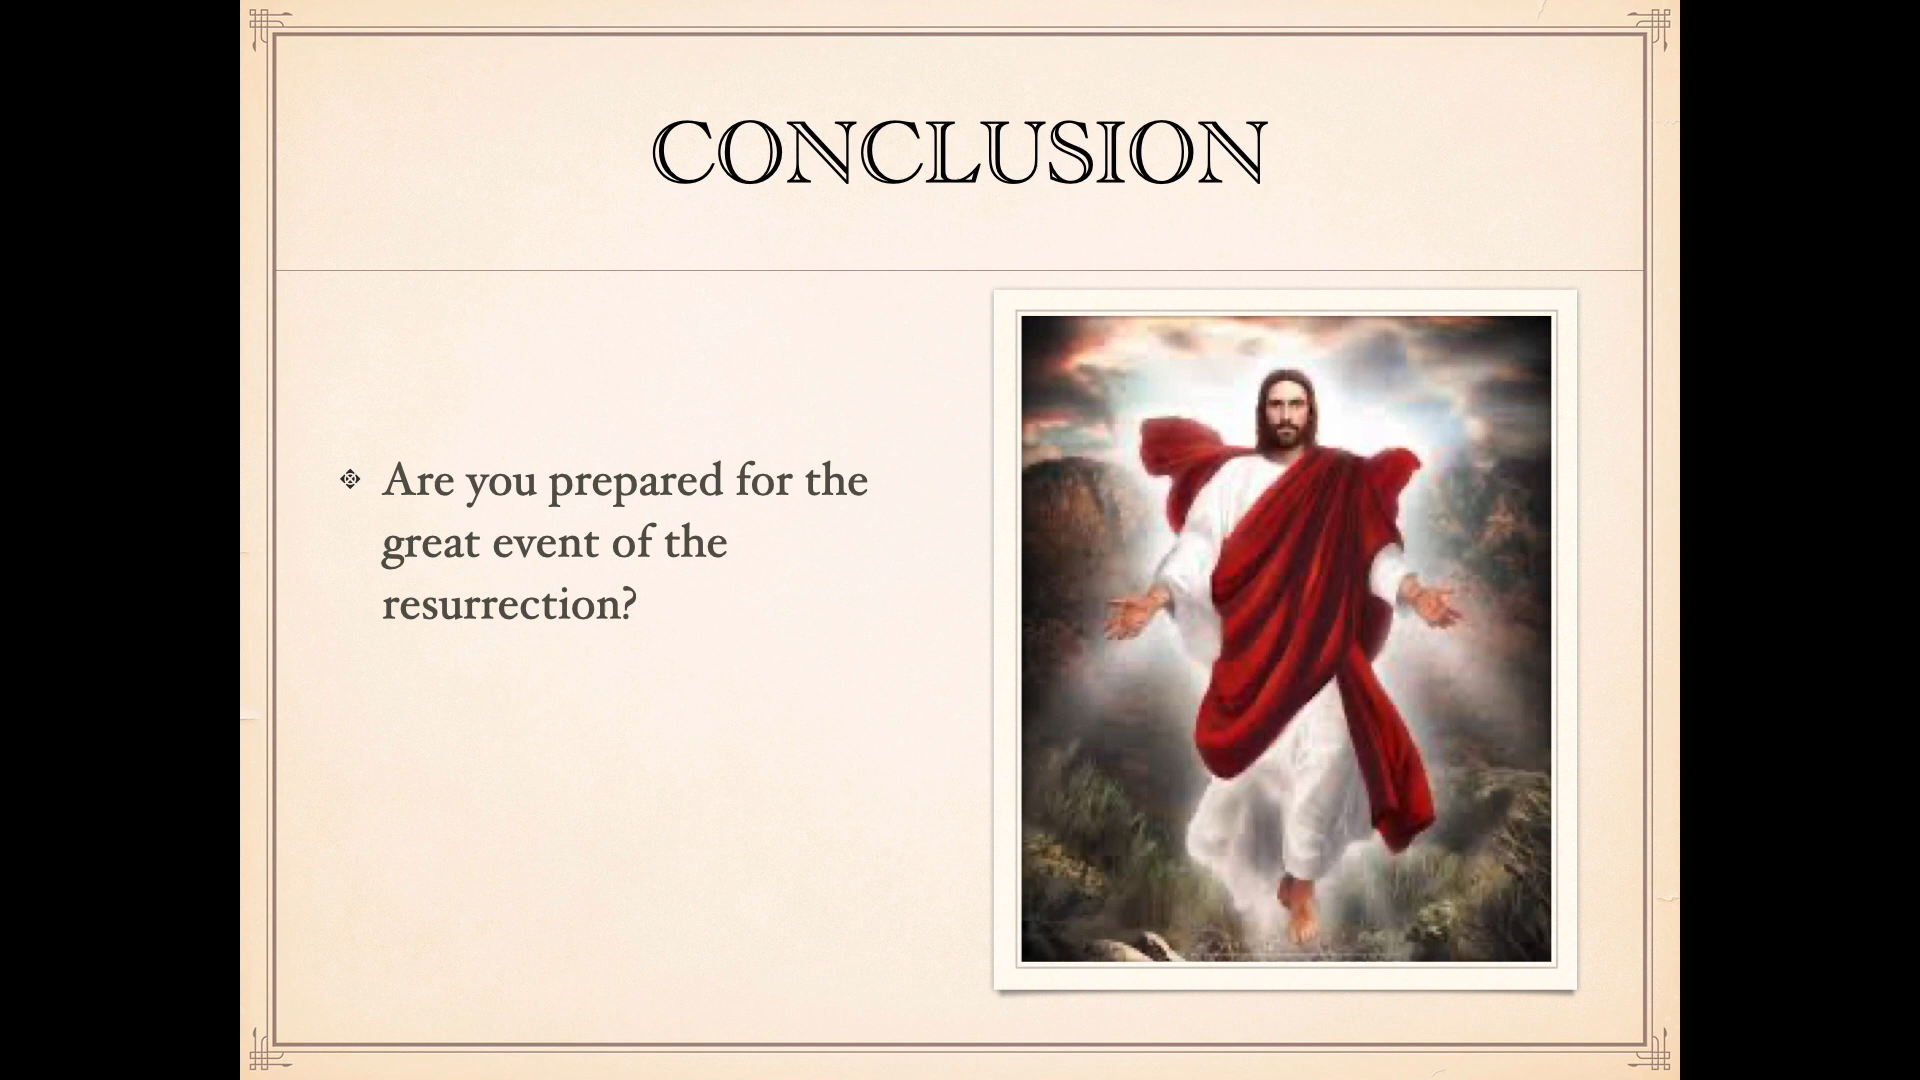 CONCLUSION
Are you prepared for the
great event of the
resurrection?